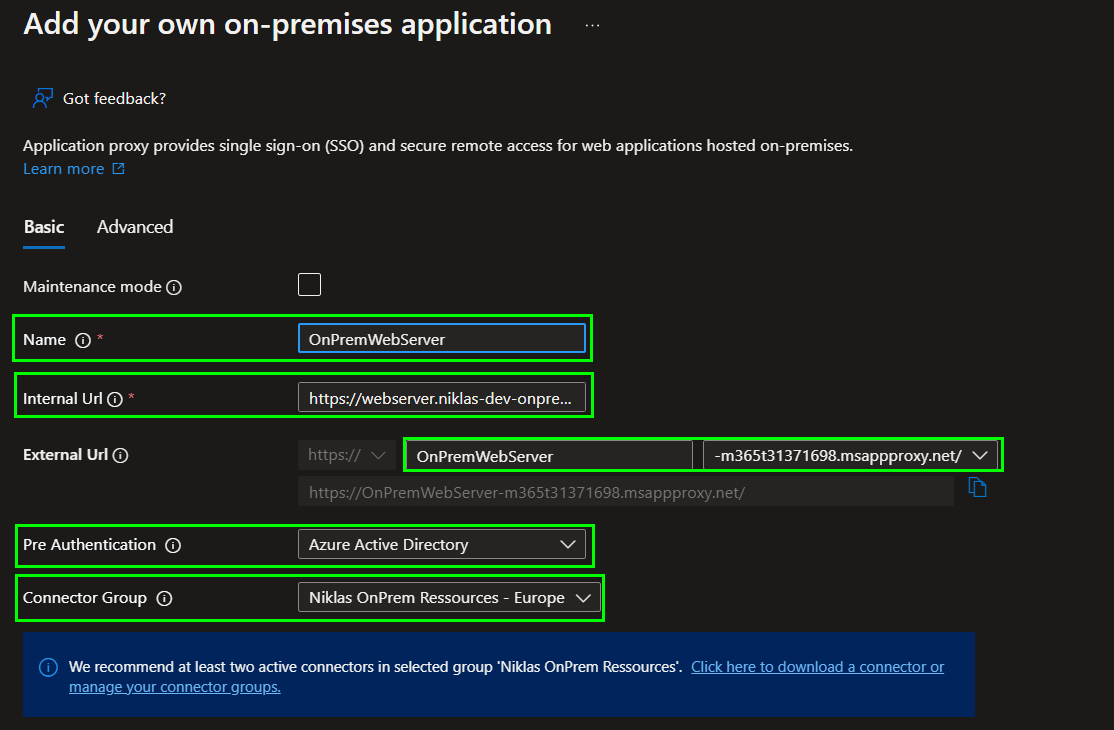 Add your own on-premises application ...
Got feedback?
Application proxy provides single sign-on (SSO) and secure remote access for web applications hosted on-premises.
Learn more
Basic Advanced
Maintenance mode
Name * OnPremWebServer
Internal Url * https://webserver.niklas-dev-onpre...
External Url https:// OnPremWebServer -m365t31371698.msappproxy.net/
https://OnPremWebServer-m365t31371698.msappproxy.net/
Pre Authentication Azure Active Directory
Connector Group Niklas OnPrem Ressources - Europe
We recommend at least two active connectors in selected group 'Niklas OnPrem Ressources'. Click here to download a connector or
manage your connector groups.